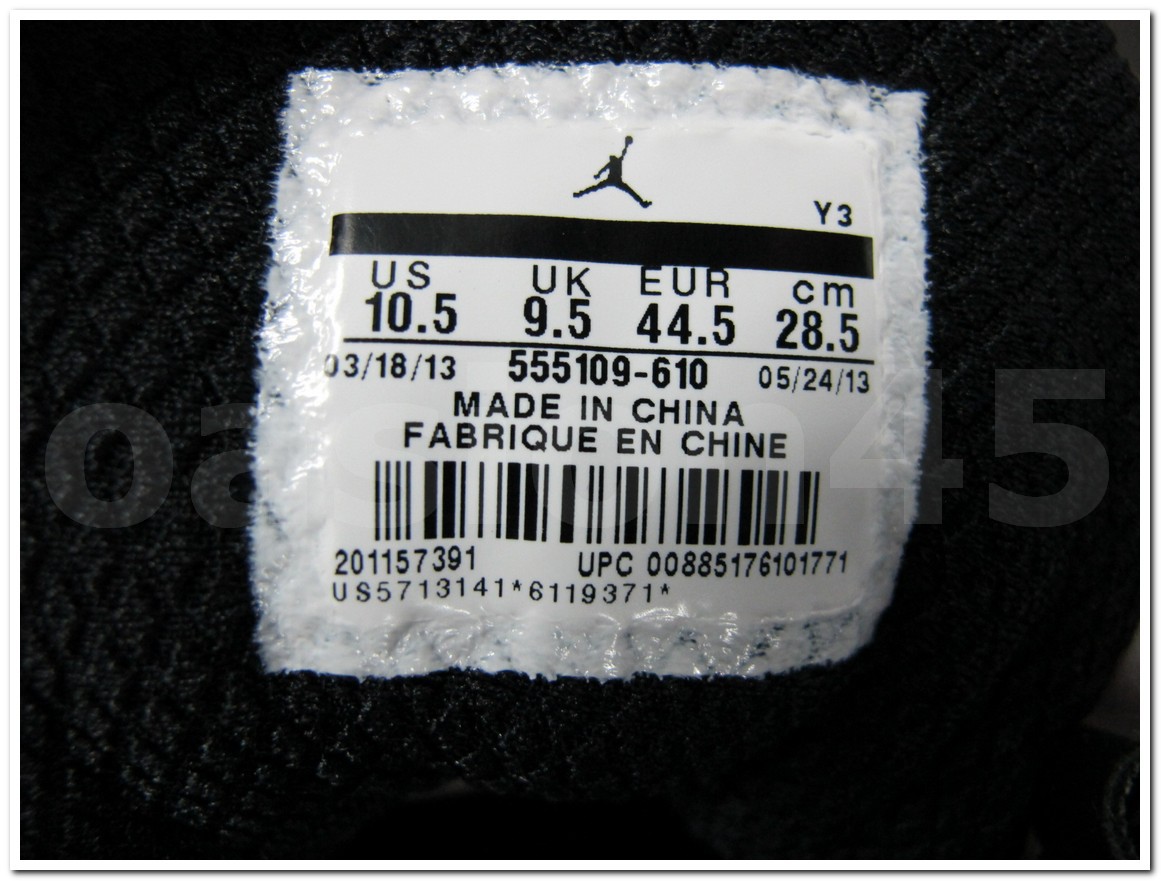 Y3
US UK EUR cm
10.5 9.5 44.5 28.5
03/18/13 555109-610 05/24/13
MADE IN CHINA
FABRIQUE EN CHINE
201157391 UPC 00885176101771
US5713141*6119371*